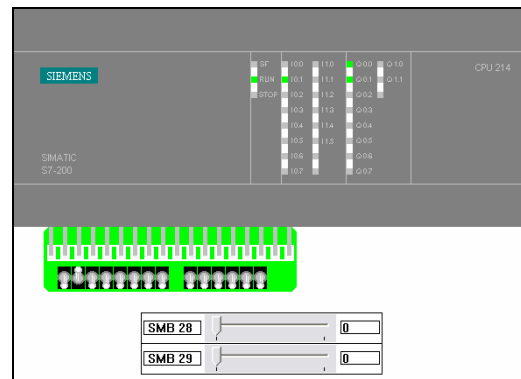 SF I0.0 I1.0 Q0.0 Q1.0
SIEMENS RUN I0.1 I1.1 Q0.1 Q1.1 CPU 214
STOP I0.2 I1.2 Q0.2
I0.3 I1.3 Q0.3
I0.4 I1.4 Q0.4
I0.5 I1.5 Q0.5
SIMATIC I0.6 Q0.6
S7-200 I0.7 Q0.7
SMB 28 0
SMB 29 0